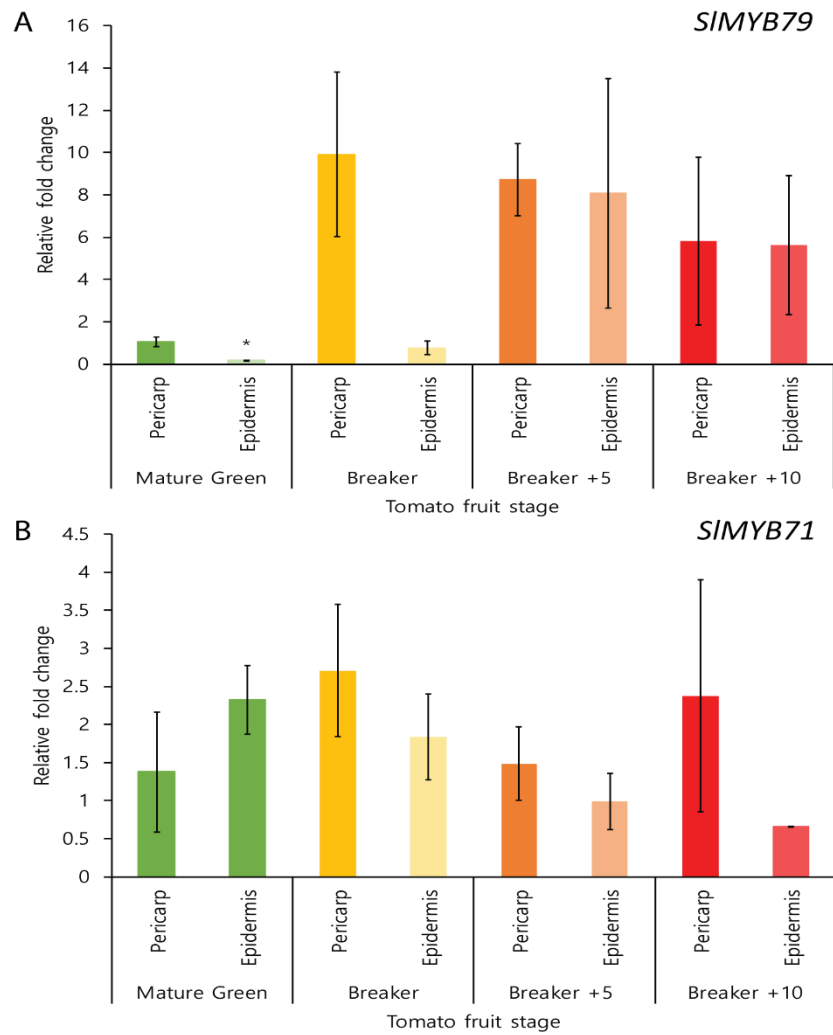 A
SlMYB79
Relative fold change
16
14
12
10
8
6
4
2
0
*
Pericarp Epidermis Pericarp Epidermis Pericarp Epidermis Pericarp Epidermis
Mature Green Breaker Breaker +5 Breaker +10
Tomato fruit stage
B
SlMYB71
Relative fold change
4.5
4
3.5
3
2.5
2
1.5
1
0.5
0
Pericarp Epidermis Pericarp Epidermis Pericarp Epidermis Pericarp Epidermis
Mature Green Breaker Breaker +5 Breaker +10
Tomato fruit stage